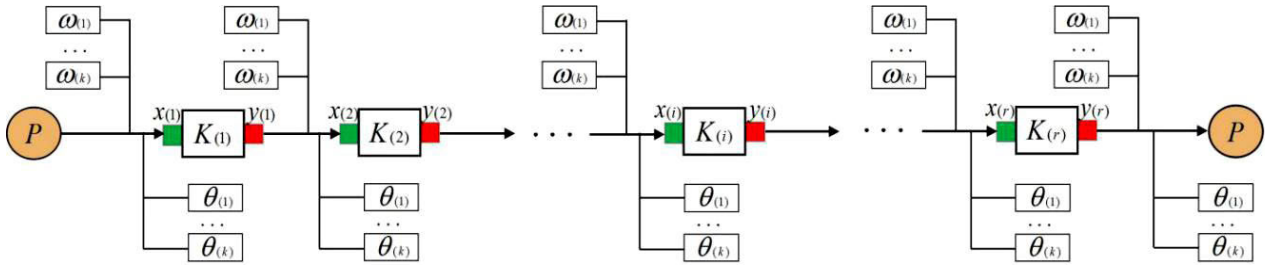 ω(1) ω(1) ω(1) ω(1) ω(1)
... ... ... ... ...
ω(k) ω(k) ω(k) ω(k) ω(k)
x(1) y(1) x(2) y(2) x(i) y(i) x(r) y(r)
P K(1) K(2) ... K(i) ... K(r) P
θ(1) θ(1) θ(1) θ(1) θ(1)
... ... ... ... ...
θ(k) θ(k) θ(k) θ(k) θ(k)